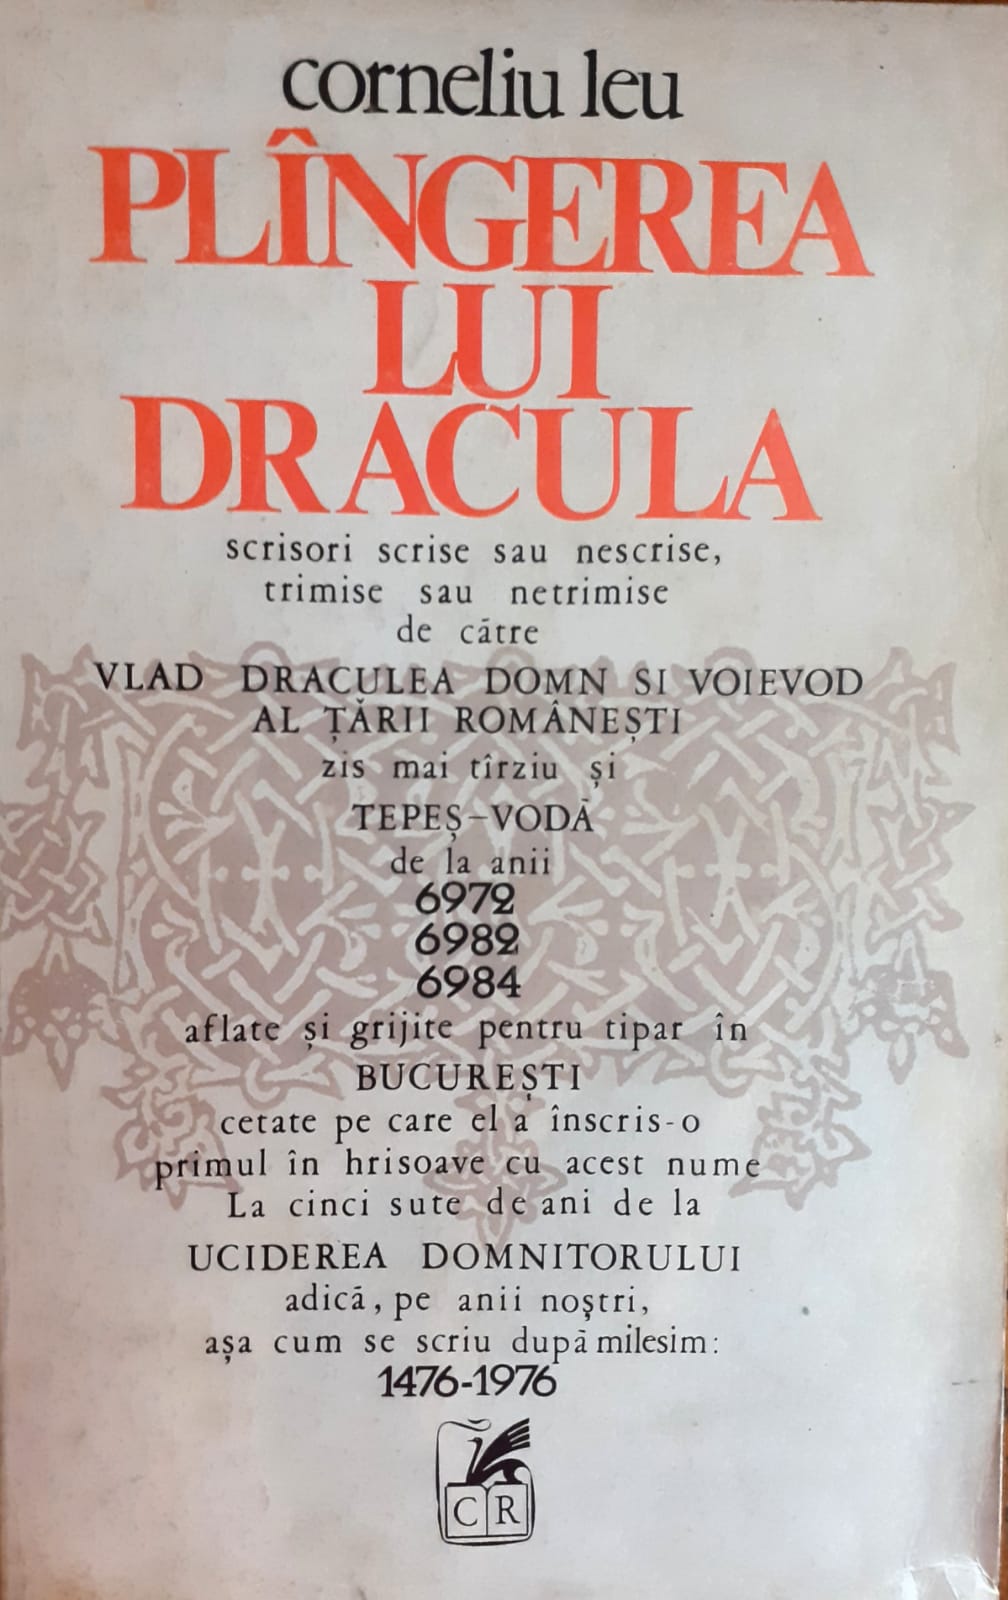 corneliu leu
PLÎNGEREA
LUI
DRACULA
scrisori scrise sau nescrise,
trimise sau netrimise
de către
VLAD DRACULEA DOMN SI VOIEVOD
AL ȚĂRII ROMÂNEȘTI
zis mai tîrziu și
TEPEȘ-VODĂ
de la anii
6972
6982
6984
aflate și grijite pentru tipar în
BUCUREȘTI
cetate pe care el a înscris-o
primul în hrisoave cu acest nume
La cinci sute de ani de la
UCIDEREA DOMNITORULUI
adică, pe anii noștri,
așa cum se scriu după milesim:
1476-1976
C R